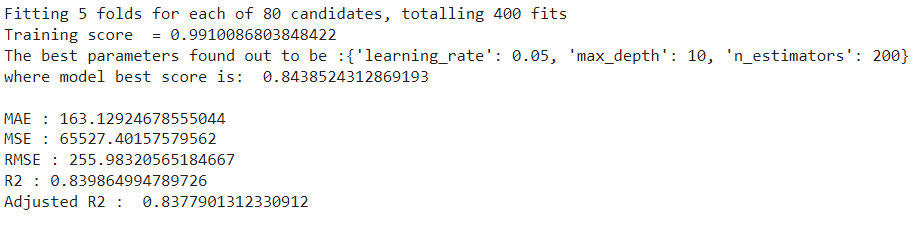 Fitting 5 folds for each of 80 candidates, totalling 400 fits
Training score  = 0.9910086803848422
The best parameters found out to be :{'learning_rate': 0.05, 'max_depth': 10, 'n_estimators': 200}
where model best score is:  0.8438524312869193
MAE : 163.12924678555044
MSE : 65527.40157579562
RMSE : 255.98320565184667
R2 : 0.839864994789726
Adjusted R2 :  0.8377901312330912